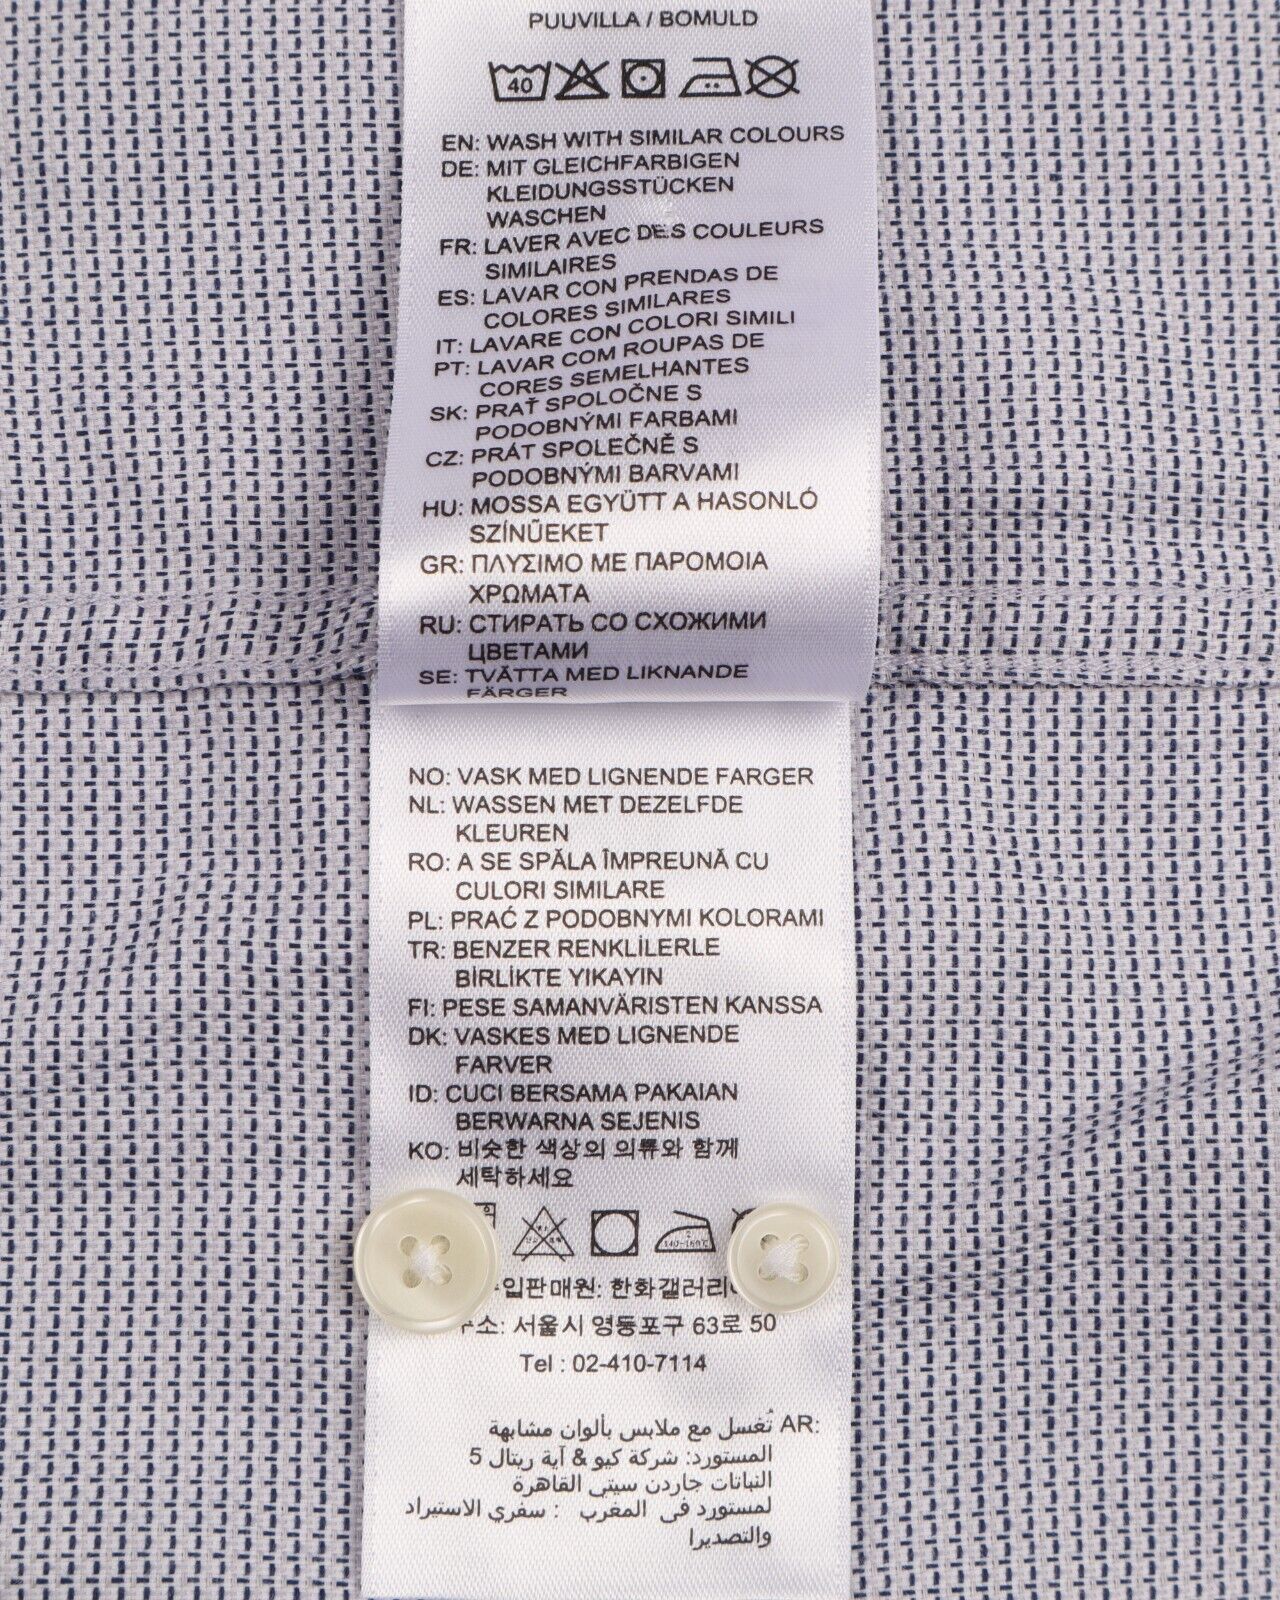 PUUVILLA / BOMULD
40
EN: WASH WITH SIMILAR COLOURS
DE: MIT GLEICHFARBIGEN
KLEIDUNGSSTÜCKEN
WASCHEN
FR: LAVER AVEC DES COULEURS
SIMILAIRES
ES: LAVAR CON PRENDAS DE
COLORES SIMILARES
IT: LAVARE CON COLORI SIMILI
PT: LAVAR COM ROUPAS DE
CORES SEMELHANTES
SK: PRAŤ SPOLOČNE S
PODOBNÝMI FARBAMI
CZ: PRÁT SPOLEČNĚ S
PODOBNÝMI BARVAMI
HU: MOSSA EGYÜTT A HASONLÓ
SZÍNŰEKET
GR: ΠΛΥΣΙΜΟ ΜΕ ΠΑΡΟΜΟΙΑ
ΧΡΩΜΑΤΑ
RU: СТИРАТЬ СО СХОЖИМИ
ЦВЕТАМИ
SE: TVÄTTA MED LIKNANDE
FÄRGER
NO: VASK MED LIGNENDE FARGER
NL: WASSEN MET DEZELFDE
KLEUREN
RO: A SE SPĂLA ÎMPREUNĂ CU
CULORI SIMILARE
PL: PRAĆ Z PODOBNYMI KOLORAMI
TR: BENZER RENKLİLERLE
BİRLİKTE YIKAYIN
FI: PESE SAMANVÄRISTEN KANSSA
DK: VASKES MED LIGNENDE
FARVER
ID: CUCI BERSAMA PAKAIAN
BERWARNA SEJENIS
KO: 비슷한 색상의 의류와 함께
세탁하세요
2
140~160℃
입판매원: 한화갤러리
소: 서울시 영등포구 63로 50
Tel : 02-410-7114
AR: تُغسل مع ملابس بألوان مشابهة
المستورد: شركة كيو & آية ريتال 5
النباتات جاردن سيتي القاهرة
لمستورد في المغرب : سفري الاستيراد
والتصديرا